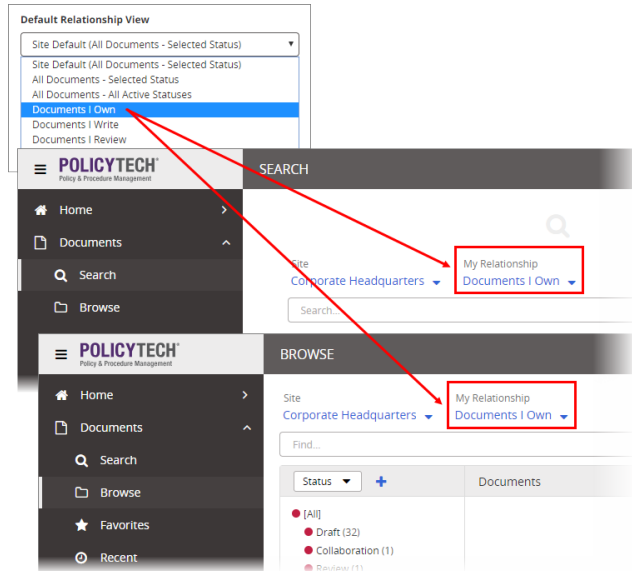 Default Relationship View
Site Default (All Documents - Selected Status)
Site Default (All Documents - Selected Status)
All Documents - Selected Status
All Documents - All Active Statuses
Documents I Own
Documents I Write
Documents I Review
POLICYTECH
Policy & Procedure Management
SEARCH
Home
Documents
Search
Browse
Site
Corporate Headquarters
My Relationship
Documents I Own
Search...
POLICYTECH
Policy & Procedure Management
BROWSE
Home
Documents
Search
Browse
Favorites
Recent
Site
Corporate Headquarters
My Relationship
Documents I Own
Find...
Status
Documents
[All]
Draft (32)
Collaboration (1)
Review (1)